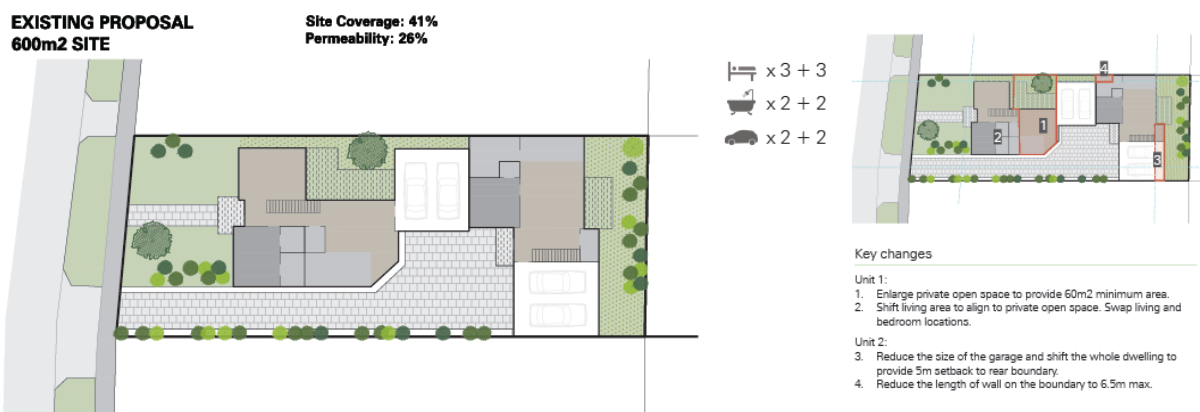 EXISTING PROPOSAL
600m2 SITE
Site Coverage: 41%
Permeability: 26%
x 3 + 3
x 2 + 2
x 2 + 2
4
1
2
3
Key changes
Unit 1:
1. Enlarge private open space to provide 60m2 minimum area.
2. Shift living area to align to private open space. Swap living and
bedroom locations.
Unit 2:
3. Reduce the size of the garage and shift the whole dwelling to
provide 5m setback to rear boundary.
4. Reduce the length of wall on the boundary to 6.5m max.